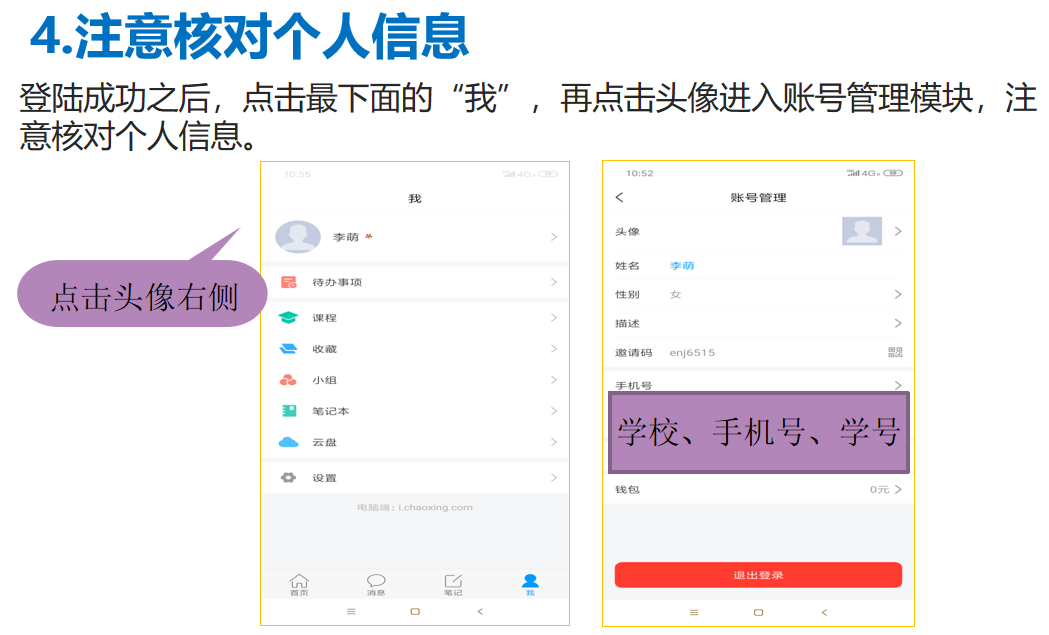 4.注意核对个人信息
登陆成功之后，点击最下面的“我”，再点击头像进入账号管理模块，注
意核对个人信息。
点击头像右侧
10:55
4G
我
李萌
待办事项
课程
收藏
小组
笔记本
云盘
设置
电脑端：i.chaoxing.com
首页
消息
笔记
我
10:52
4G
账号管理
头像
姓名 李萌
性别 女
描述
邀请码 enj6515
手机号
学校、手机号、学号
钱包 0元
退出登录